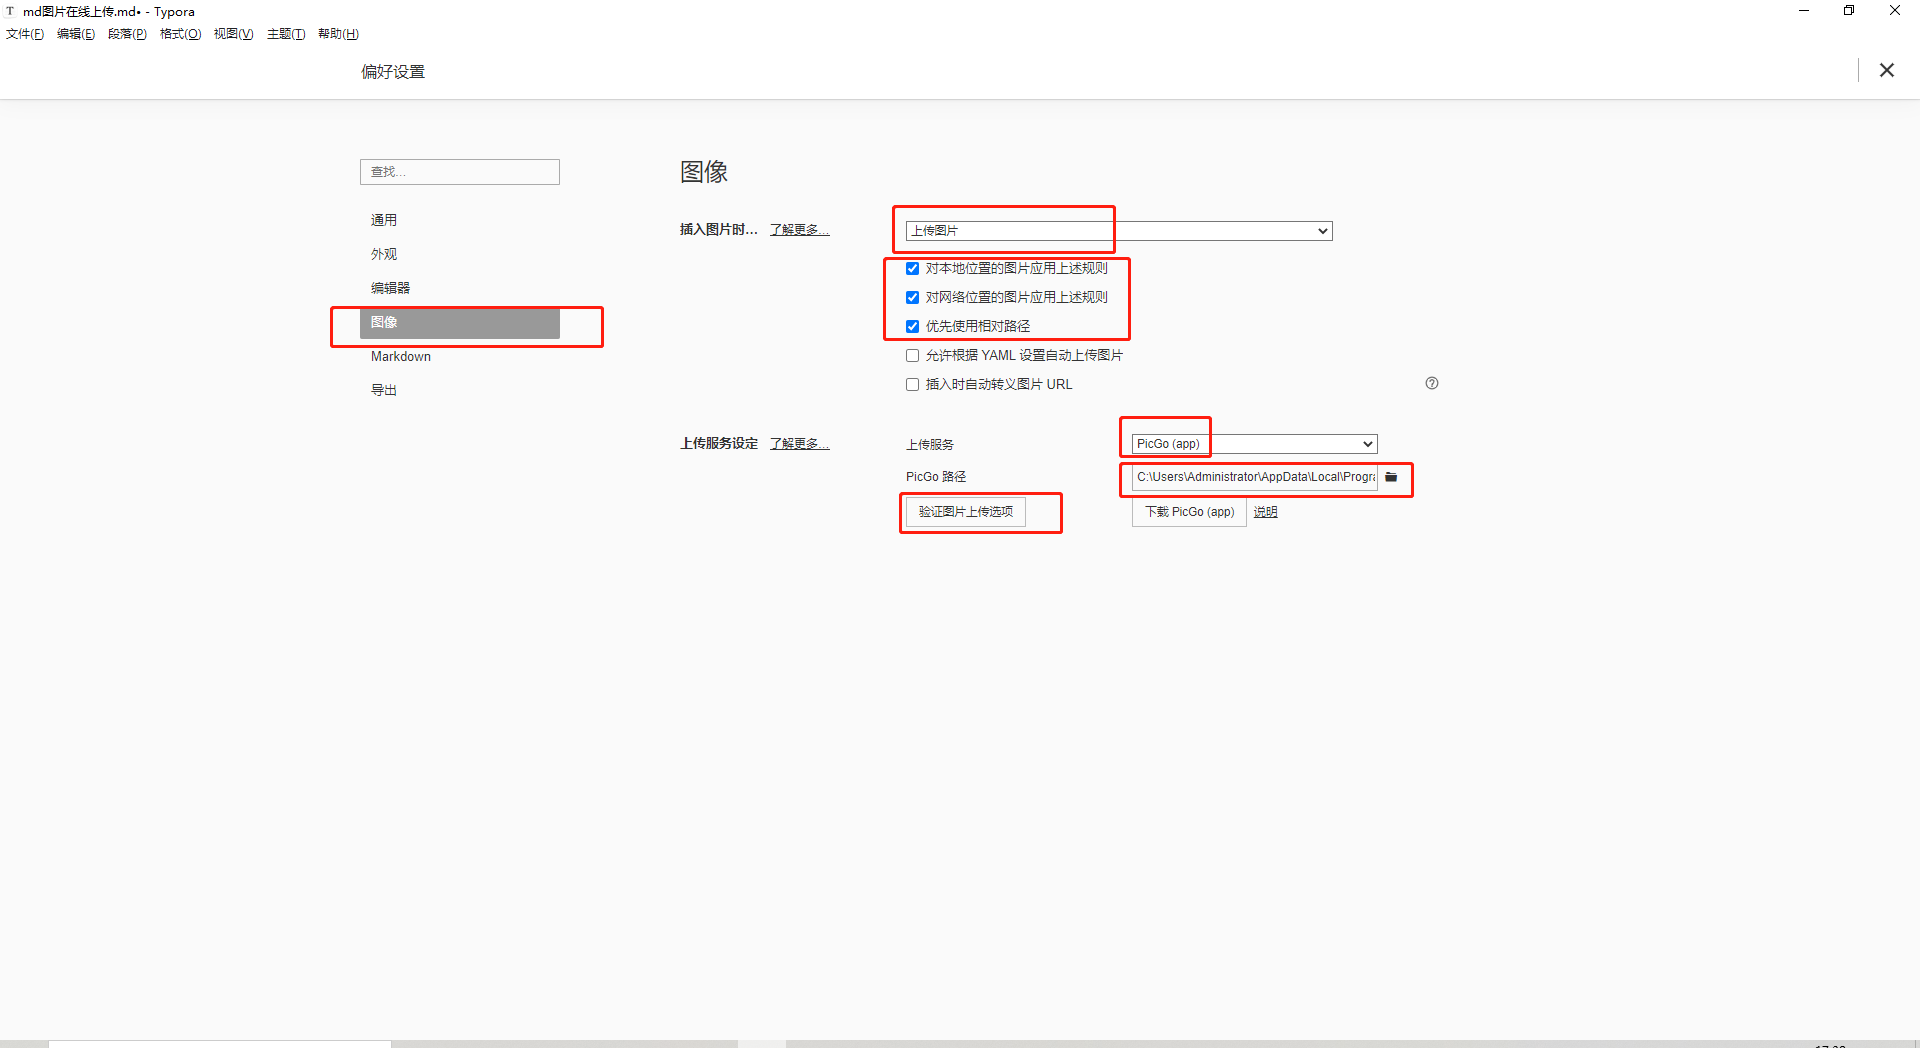 md图片在线上传.md• - Typora
文件(F) 编辑(E) 段落(P) 格式(O) 视图(V) 主题(T) 帮助(H)
偏好设置
查找...
通用
外观
编辑器
图像
Markdown
导出
图像
插入图片时... 了解更多...
上传图片
对本地位置的图片应用上述规则
对网络位置的图片应用上述规则
优先使用相对路径
允许根据 YAML 设置自动上传图片
插入时自动转义图片 URL
上传服务设定 了解更多...
上传服务 PicGo (app)
PicGo 路径 C:\Users\Administrator\AppData\Local\Progra
验证图片上传选项 下载 PicGo (app) 说明